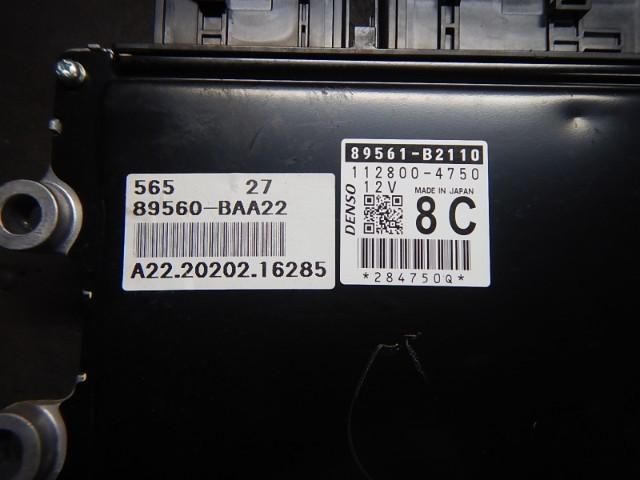 565 27
89560-BAA22
A22.20202.16285
89561-B2110
112800-4750
12V MADE IN JAPAN
DENSO
8C
*284750Q*